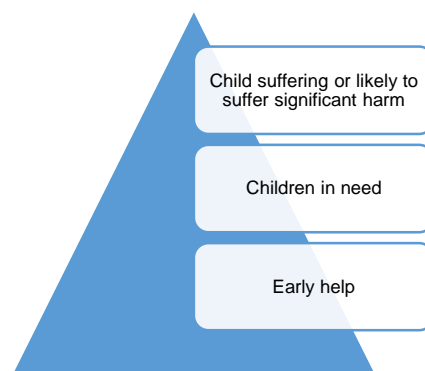 Child suffering or likely to
suffer significant harm
Children in need
Early help